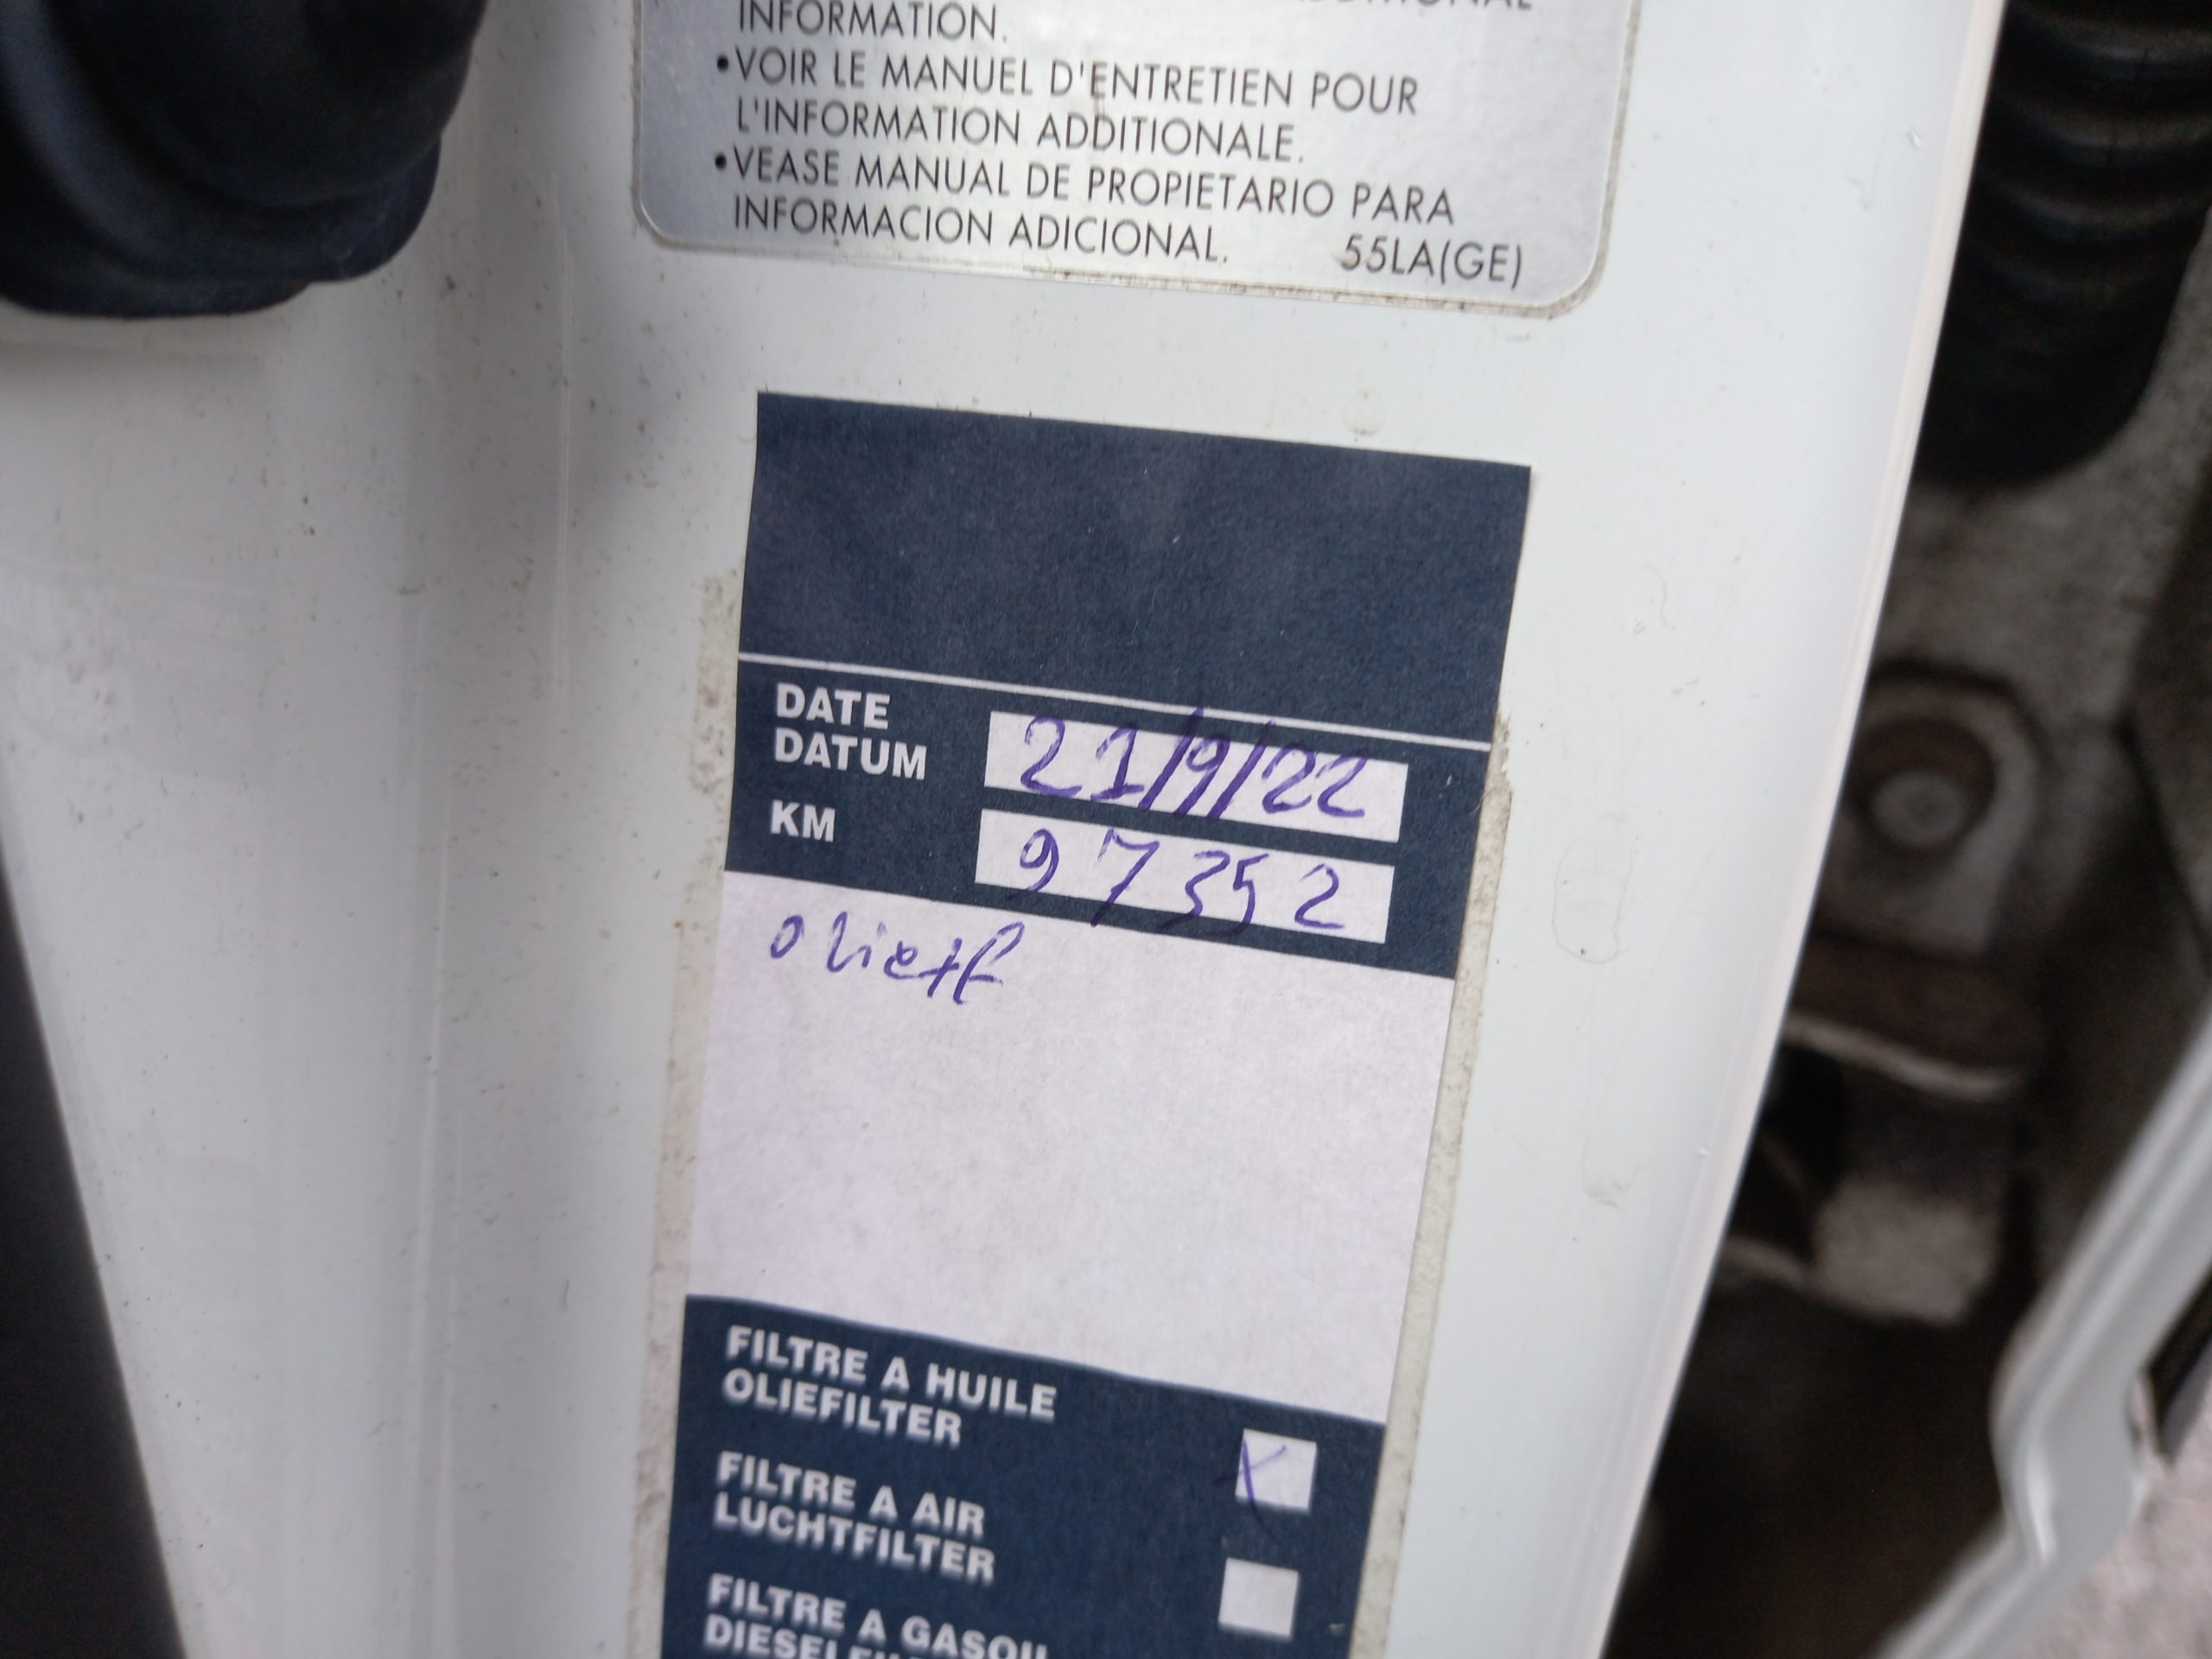 INFORMATION.
•VOIR LE MANUEL D'ENTRETIEN POUR
L'INFORMATION ADDITIONALE.
•VEASE MANUAL DE PROPIETARIO PARA
INFORMACION ADICIONAL. 55LA(GE)
DATE
DATUM 21/9/22
KM 97352
olie+f
FILTRE A HUILE
OLIEFILTER X
FILTRE A AIR
LUCHTFILTER
FILTRE A